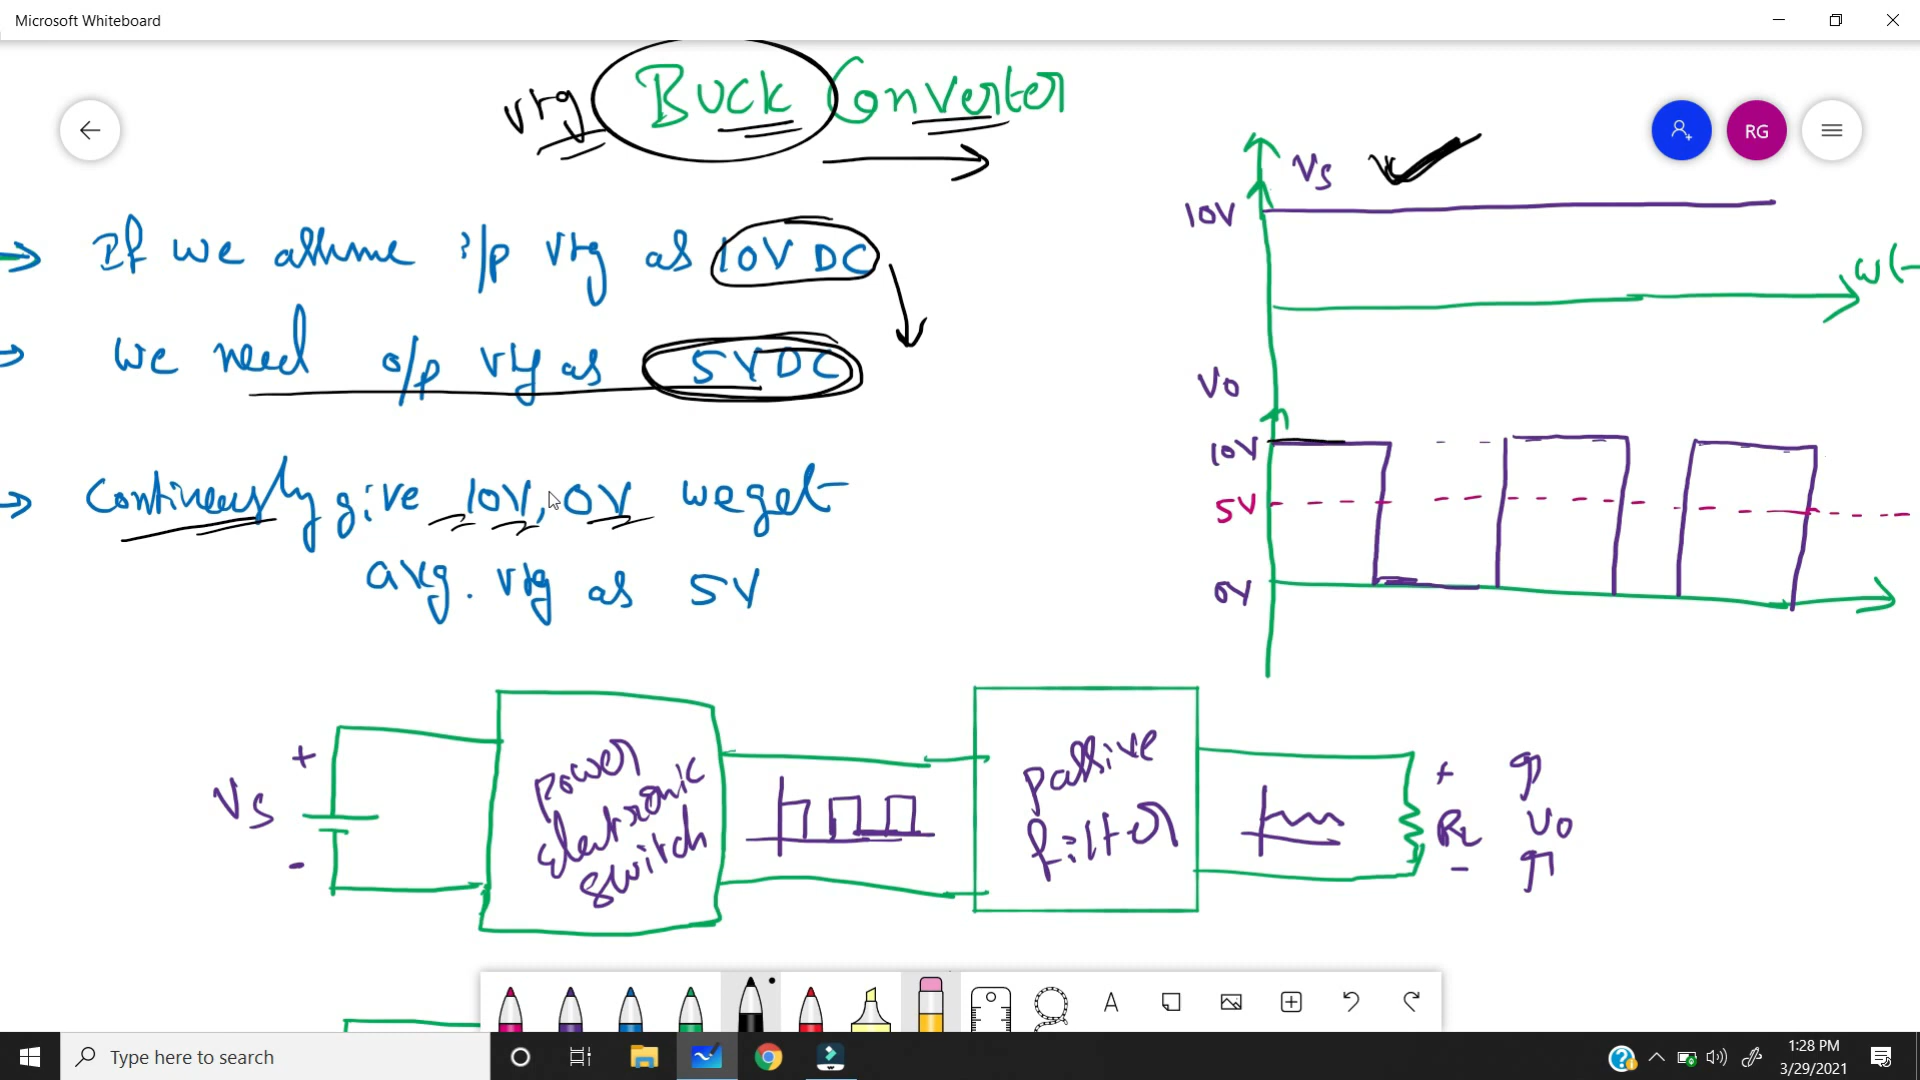 Microsoft Whiteboard
vtg Buck Converter
RG
If we assume i/p vtg as 10V DC
we need o/p vtg as 5V DC
Continuously give 10V, 0V we get
avg. vtg as 5V
Vs
10V
Vo
10V
5V
0V
Vs
+
-
power
electronic
switch
passive
filter
+
RL
-
Vo
A
Type here to search
1:28 PM
3/29/2021